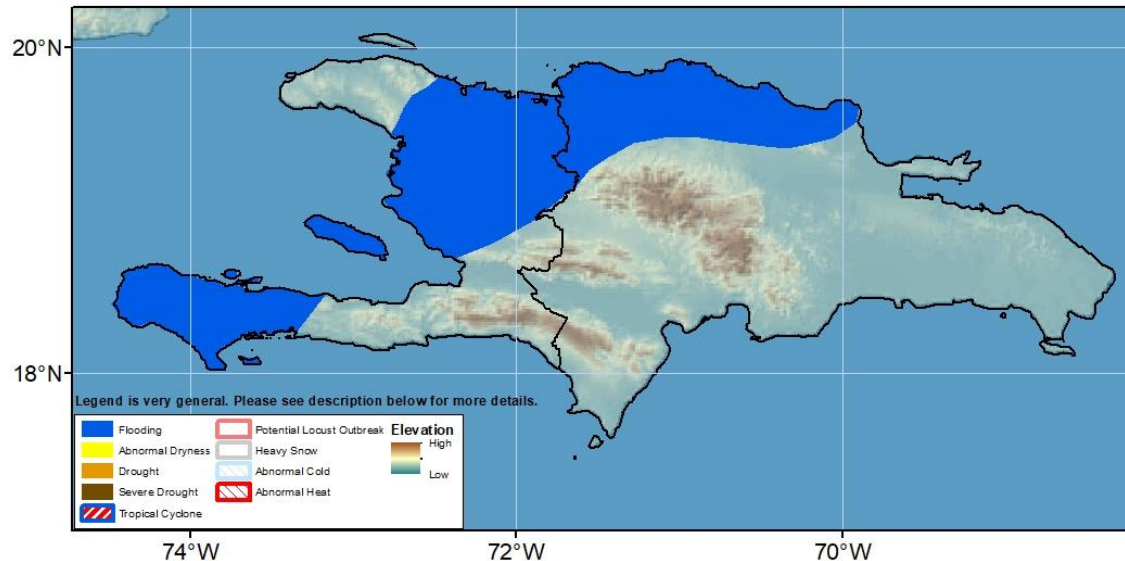 20°N
18°N
Legend is very general. Please see description below for more details.
Flooding
Abnormal Dryness
Drought
Severe Drought
Tropical Cyclone
Potential Locust Outbreak
Heavy Snow
Abnormal Cold
Abnormal Heat
Elevation
High
Low
74°W
72°W
70°W